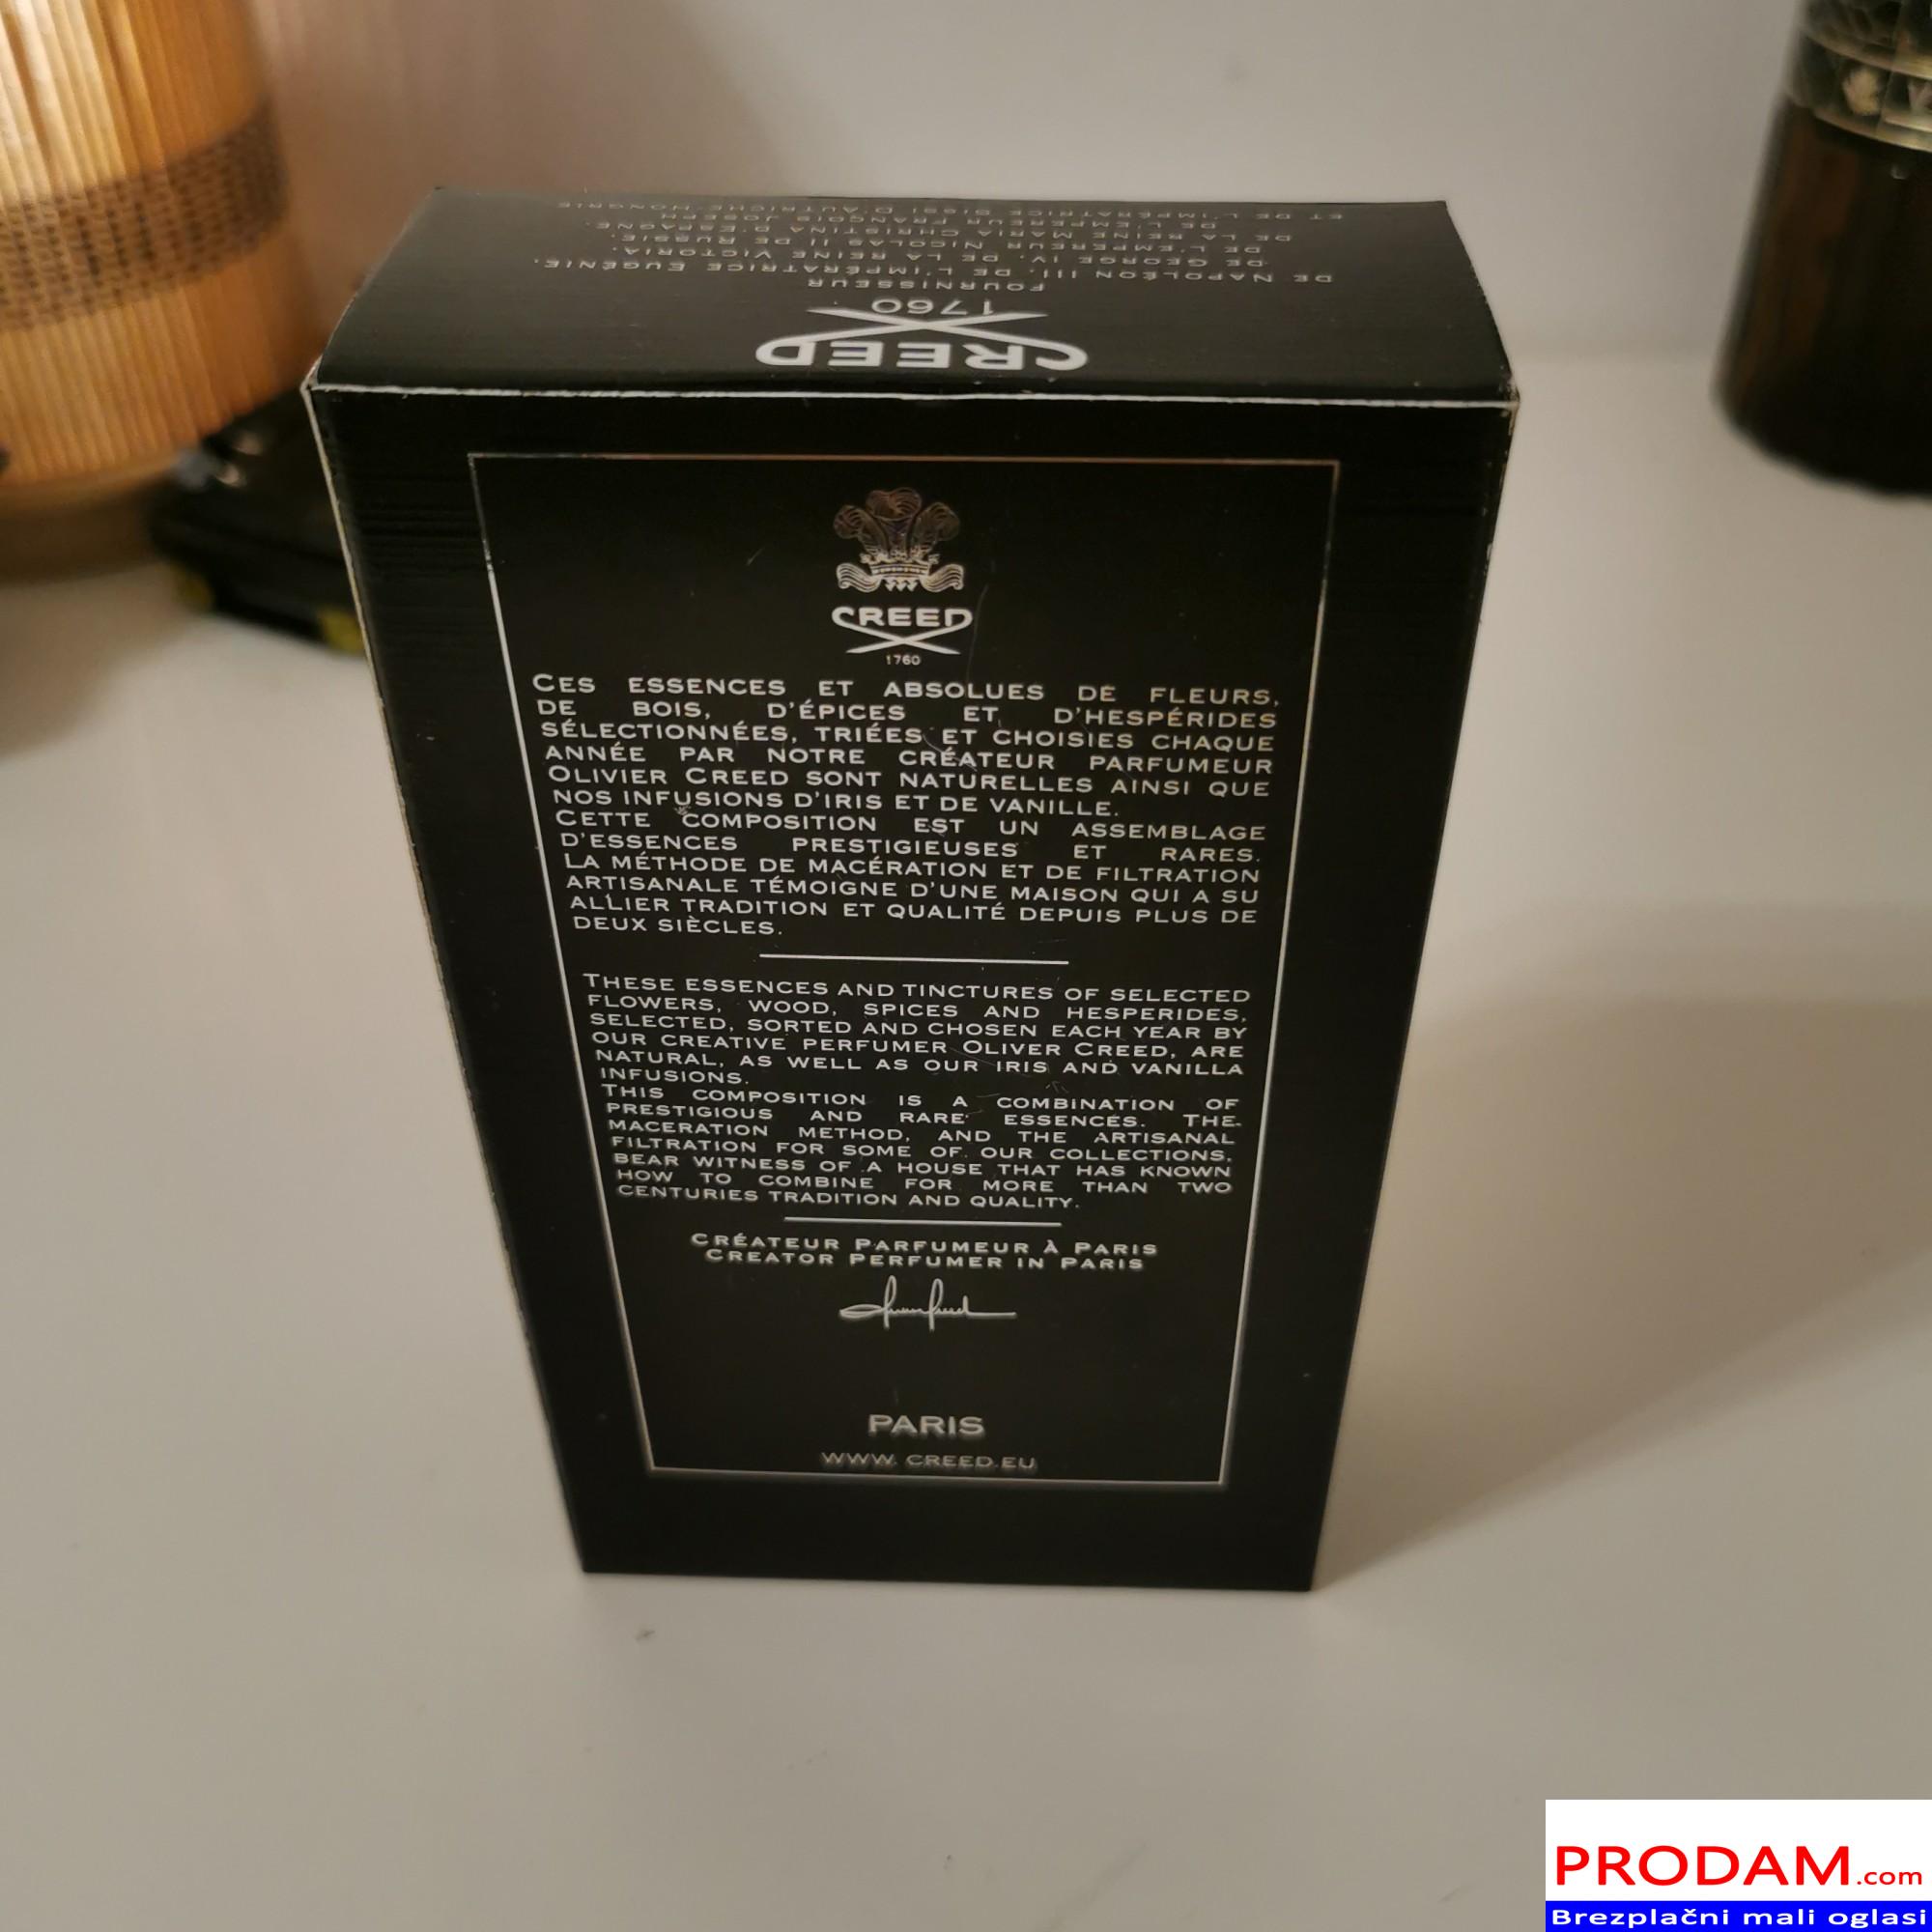 CREED
1760
FOURNISSEUR
DE NAPOLÉON III. DE L'IMPÉRATRICE EUGÉNIE.
DE GEORGE IV. DE LA REINE VICTORIA.
DE L'EMPEREUR NICOLAS II DE RUSSIE.
DE LA REINE MARIA CHRISTINA D'ESPAGNE.
DE L'EMPEREUR FRANÇOIS JOSEPH
ET DE L'IMPÉRATRICE SISSI D'AUTRICHE-HONGRIE
CREED
1760
CES ESSENCES ET ABSOLUES DE FLEURS,
DE BOIS, D'ÉPICES ET D'HESPÉRIDES
SÉLECTIONNÉES, TRIÉES ET CHOISIES CHAQUE
ANNÉE PAR NOTRE CRÉATEUR PARFUMEUR
OLIVIER CREED SONT NATURELLES AINSI QUE
NOS INFUSIONS D'IRIS ET DE VANILLE.
CETTE COMPOSITION EST UN ASSEMBLAGE
D'ESSENCES PRESTIGIEUSES ET RARES.
LA MÉTHODE DE MACÉRATION ET DE FILTRATION
ARTISANALE TÉMOIGNE D'UNE MAISON QUI A SU
ALLIER TRADITION ET QUALITÉ DEPUIS PLUS DE
DEUX SIÈCLES.
THESE ESSENCES AND TINCTURES OF SELECTED
FLOWERS, WOOD, SPICES AND HESPERIDES,
SELECTED, SORTED AND CHOSEN EACH YEAR BY
OUR CREATIVE PERFUMER OLIVER CREED, ARE
NATURAL, AS WELL AS OUR IRIS AND VANILLA
INFUSIONS.
THIS COMPOSITION IS A COMBINATION OF
PRESTIGIOUS AND RARE ESSENCES. THE
MACERATION METHOD, AND THE ARTISANAL
FILTRATION FOR SOME OF OUR COLLECTIONS,
BEAR WITNESS OF A HOUSE THAT HAS KNOWN
HOW TO COMBINE FOR MORE THAN TWO
CENTURIES TRADITION AND QUALITY.
CRÉATEUR PARFUMEUR À PARIS
CREATOR PERFUMER IN PARIS
PARIS
WWW.CREED.EU
PRODAM.com
Brezplačni mali oglasi